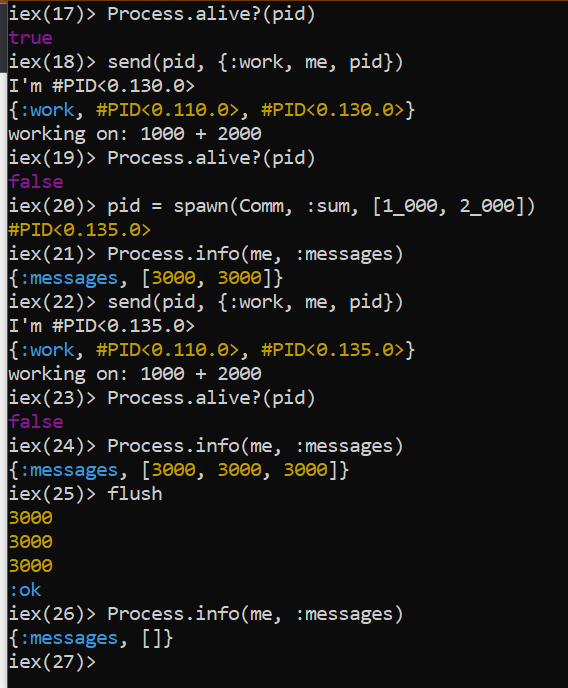 iex(17)> Process.alive?(pid)
true
iex(18)> send(pid, {:work, me, pid})
I'm #PID<0.130.0>
{:work, #PID<0.110.0>, #PID<0.130.0>}
working on: 1000 + 2000
iex(19)> Process.alive?(pid)
false
iex(20)> pid = spawn(Comm, :sum, [1_000, 2_000])
#PID<0.135.0>
iex(21)> Process.info(me, :messages)
{:messages, [3000, 3000]}
iex(22)> send(pid, {:work, me, pid})
I'm #PID<0.135.0>
{:work, #PID<0.110.0>, #PID<0.135.0>}
working on: 1000 + 2000
iex(23)> Process.alive?(pid)
false
iex(24)> Process.info(me, :messages)
{:messages, [3000, 3000, 3000]}
iex(25)> flush
3000
3000
3000
:ok
iex(26)> Process.info(me, :messages)
{:messages, []}
iex(27)>